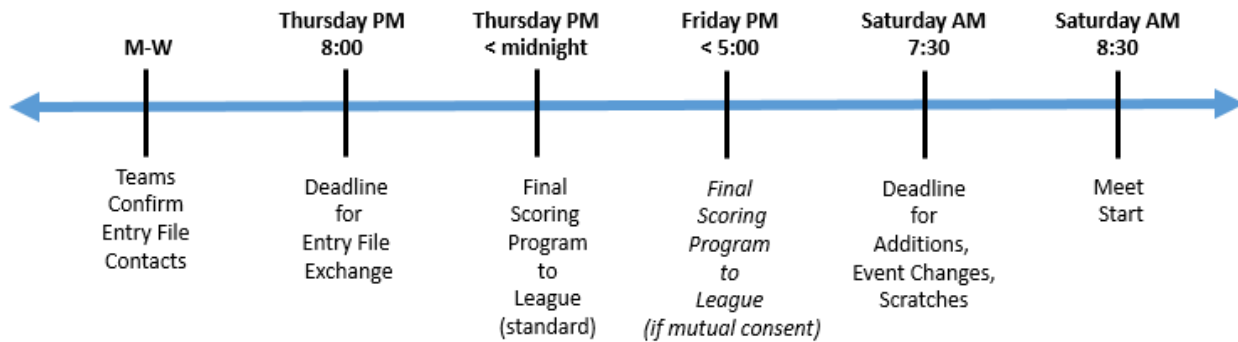 M-W
Teams
Confirm
Entry File
Contacts
Thursday PM
8:00
Deadline
for
Entry File
Exchange
Thursday PM
< midnight
Final
Scoring
Program
to
League
(standard)
Friday PM
< 5:00
Final
Scoring
Program
to
League
(if mutual consent)
Saturday AM
7:30
Deadline
for
Additions,
Event Changes,
Scratches
Saturday AM
8:30
Meet
Start